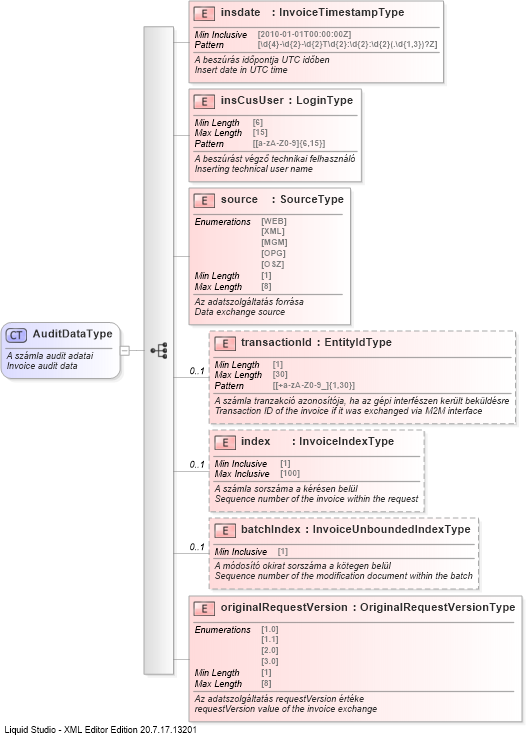 E insdate : InvoiceTimestampType
Min Inclusive [2010-01-01T00:00:00Z]
Pattern [\d{4}-\d{2}-\d{2}T\d{2}:\d{2}:\d{2}(.\d{1,3})?Z]
A beszúrás időpontja UTC időben
Insert date in UTC time
E insCusUser : LoginType
Min Length [6]
Max Length [15]
Pattern [[a-zA-Z0-9]{6,15}]
A beszúrást végző technikai felhasználó
Inserting technical user name
E source : SourceType
Enumerations [WEB]
[XML]
[MGM]
[OPG]
[OSZ]
Min Length [1]
Max Length [8]
Az adatszolgáltatás forrása
Data exchange source
CT AuditDataType
A számla audit adatai
Invoice audit data
0..1
E transactionId : EntityIdType
Min Length [1]
Max Length [30]
Pattern [[+a-zA-Z0-9_]{1,30}]
A számla tranzakció azonosítója, ha az gépi interfészen került beküldésre
Transaction ID of the invoice if it was exchanged via M2M interface
0..1
E index : InvoiceIndexType
Min Inclusive [1]
Max Inclusive [100]
A számla sorszáma a kérésen belül
Sequence number of the invoice within the request
0..1
E batchIndex : InvoiceUnboundedIndexType
Min Inclusive [1]
A módosító okirat sorszáma a kötegen belül
Sequence number of the modification document within the batch
E originalRequestVersion : OriginalRequestVersionType
Enumerations [1.0]
[1.1]
[2.0]
[3.0]
Min Length [1]
Max Length [8]
Az adatszolgáltatás requestVersion értéke
requestVersion value of the invoice exchange
Liquid Studio - XML Editor Edition 20.7.17.13201